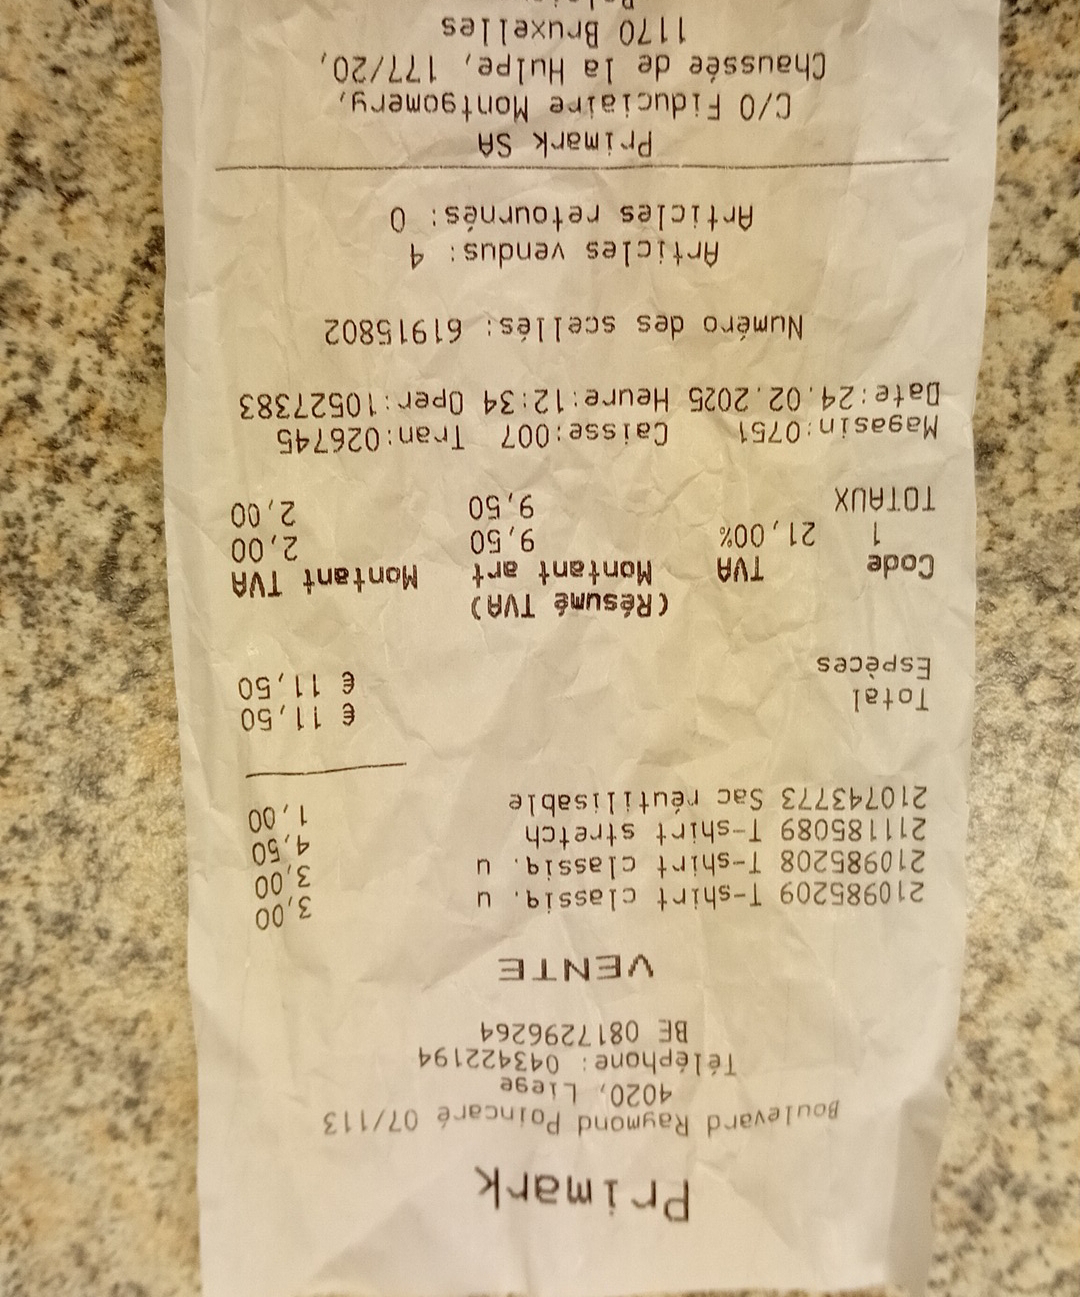 Primark
Boulevard Raymond Poincaré 07/113
4020, Liege
Téléphone: 043422194
BE 0817296264
VENTE
210985209 T-shirt classiq. u 3,00
210985208 T-shirt classiq. u 3,00
211185089 T-shirt stretch 4,50
210743773 Sac réutilisable 1,00
Total € 11,50
Espèces € 11,50
(Résumé TVA)
Code TVA Montant art Montant TVA
1 21,00% 9,50 2,00
TOTAUX 9,50 2,00
Magasin:0751 Caisse:007 Tran:026745
Date:24.02.2025 Heure:12:34 Oper:10527383
Numéro des scellés: 61915802
Articles vendus: 4
Articles retournés: 0
Primark SA
C/O Fiduciaire Montgomery,
Chaussée de la Hulpe, 177/20,
1170 Bruxelles